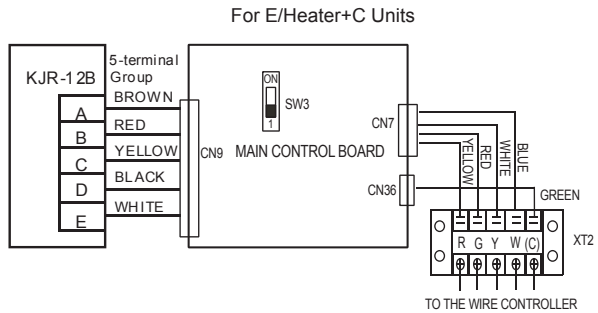 For E/Heater+C Units
KJR-12B
5-terminal
Group
A
BROWN
B
RED
C
YELLOW
D
BLACK
E
WHITE
CN9
ON
1
SW3
MAIN CONTROL BOARD
CN7
CN36
YELLOW
RED
WHITE
BLUE
GREEN
R G Y W (C)
XT2
TO THE WIRE CONTROLLER